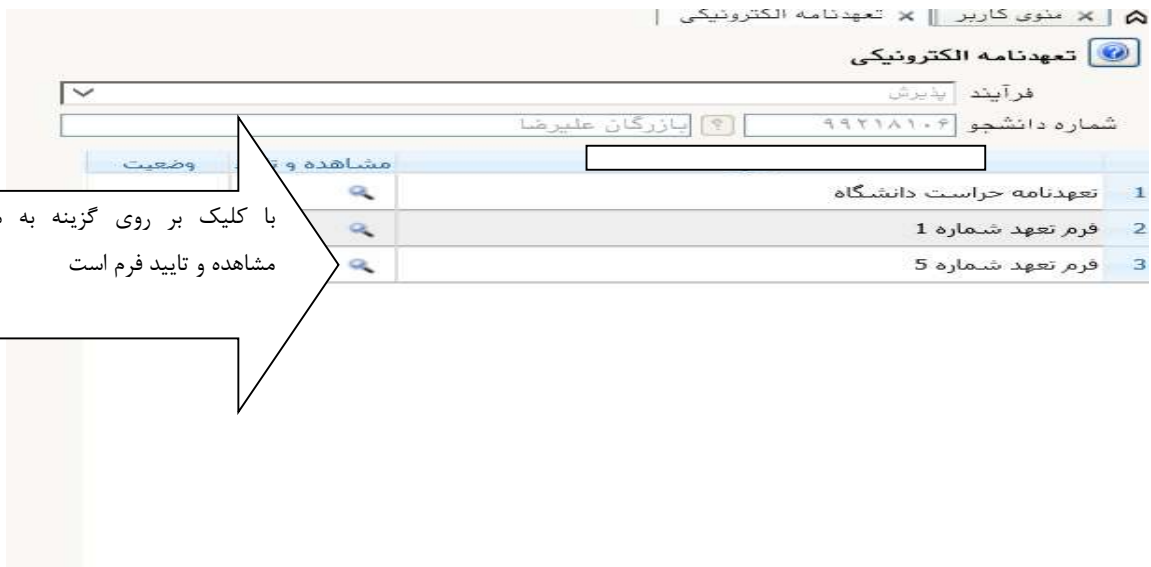 منوی کاربر
تعهدنامه الکترونیکی
تعهدنامه الکترونیکی
فرآیند پذیرش
شماره دانشجو ۹۹۲۱۸۱۰۶ ؟ بازرگان علیرضا
مشاهده و وضعیت
1 تعهدنامه حراست دانشگاه
2 فرم تعهد شماره 1
3 فرم تعهد شماره 5
با کلیک بر روی گزینه به
مشاهده و تایید فرم است